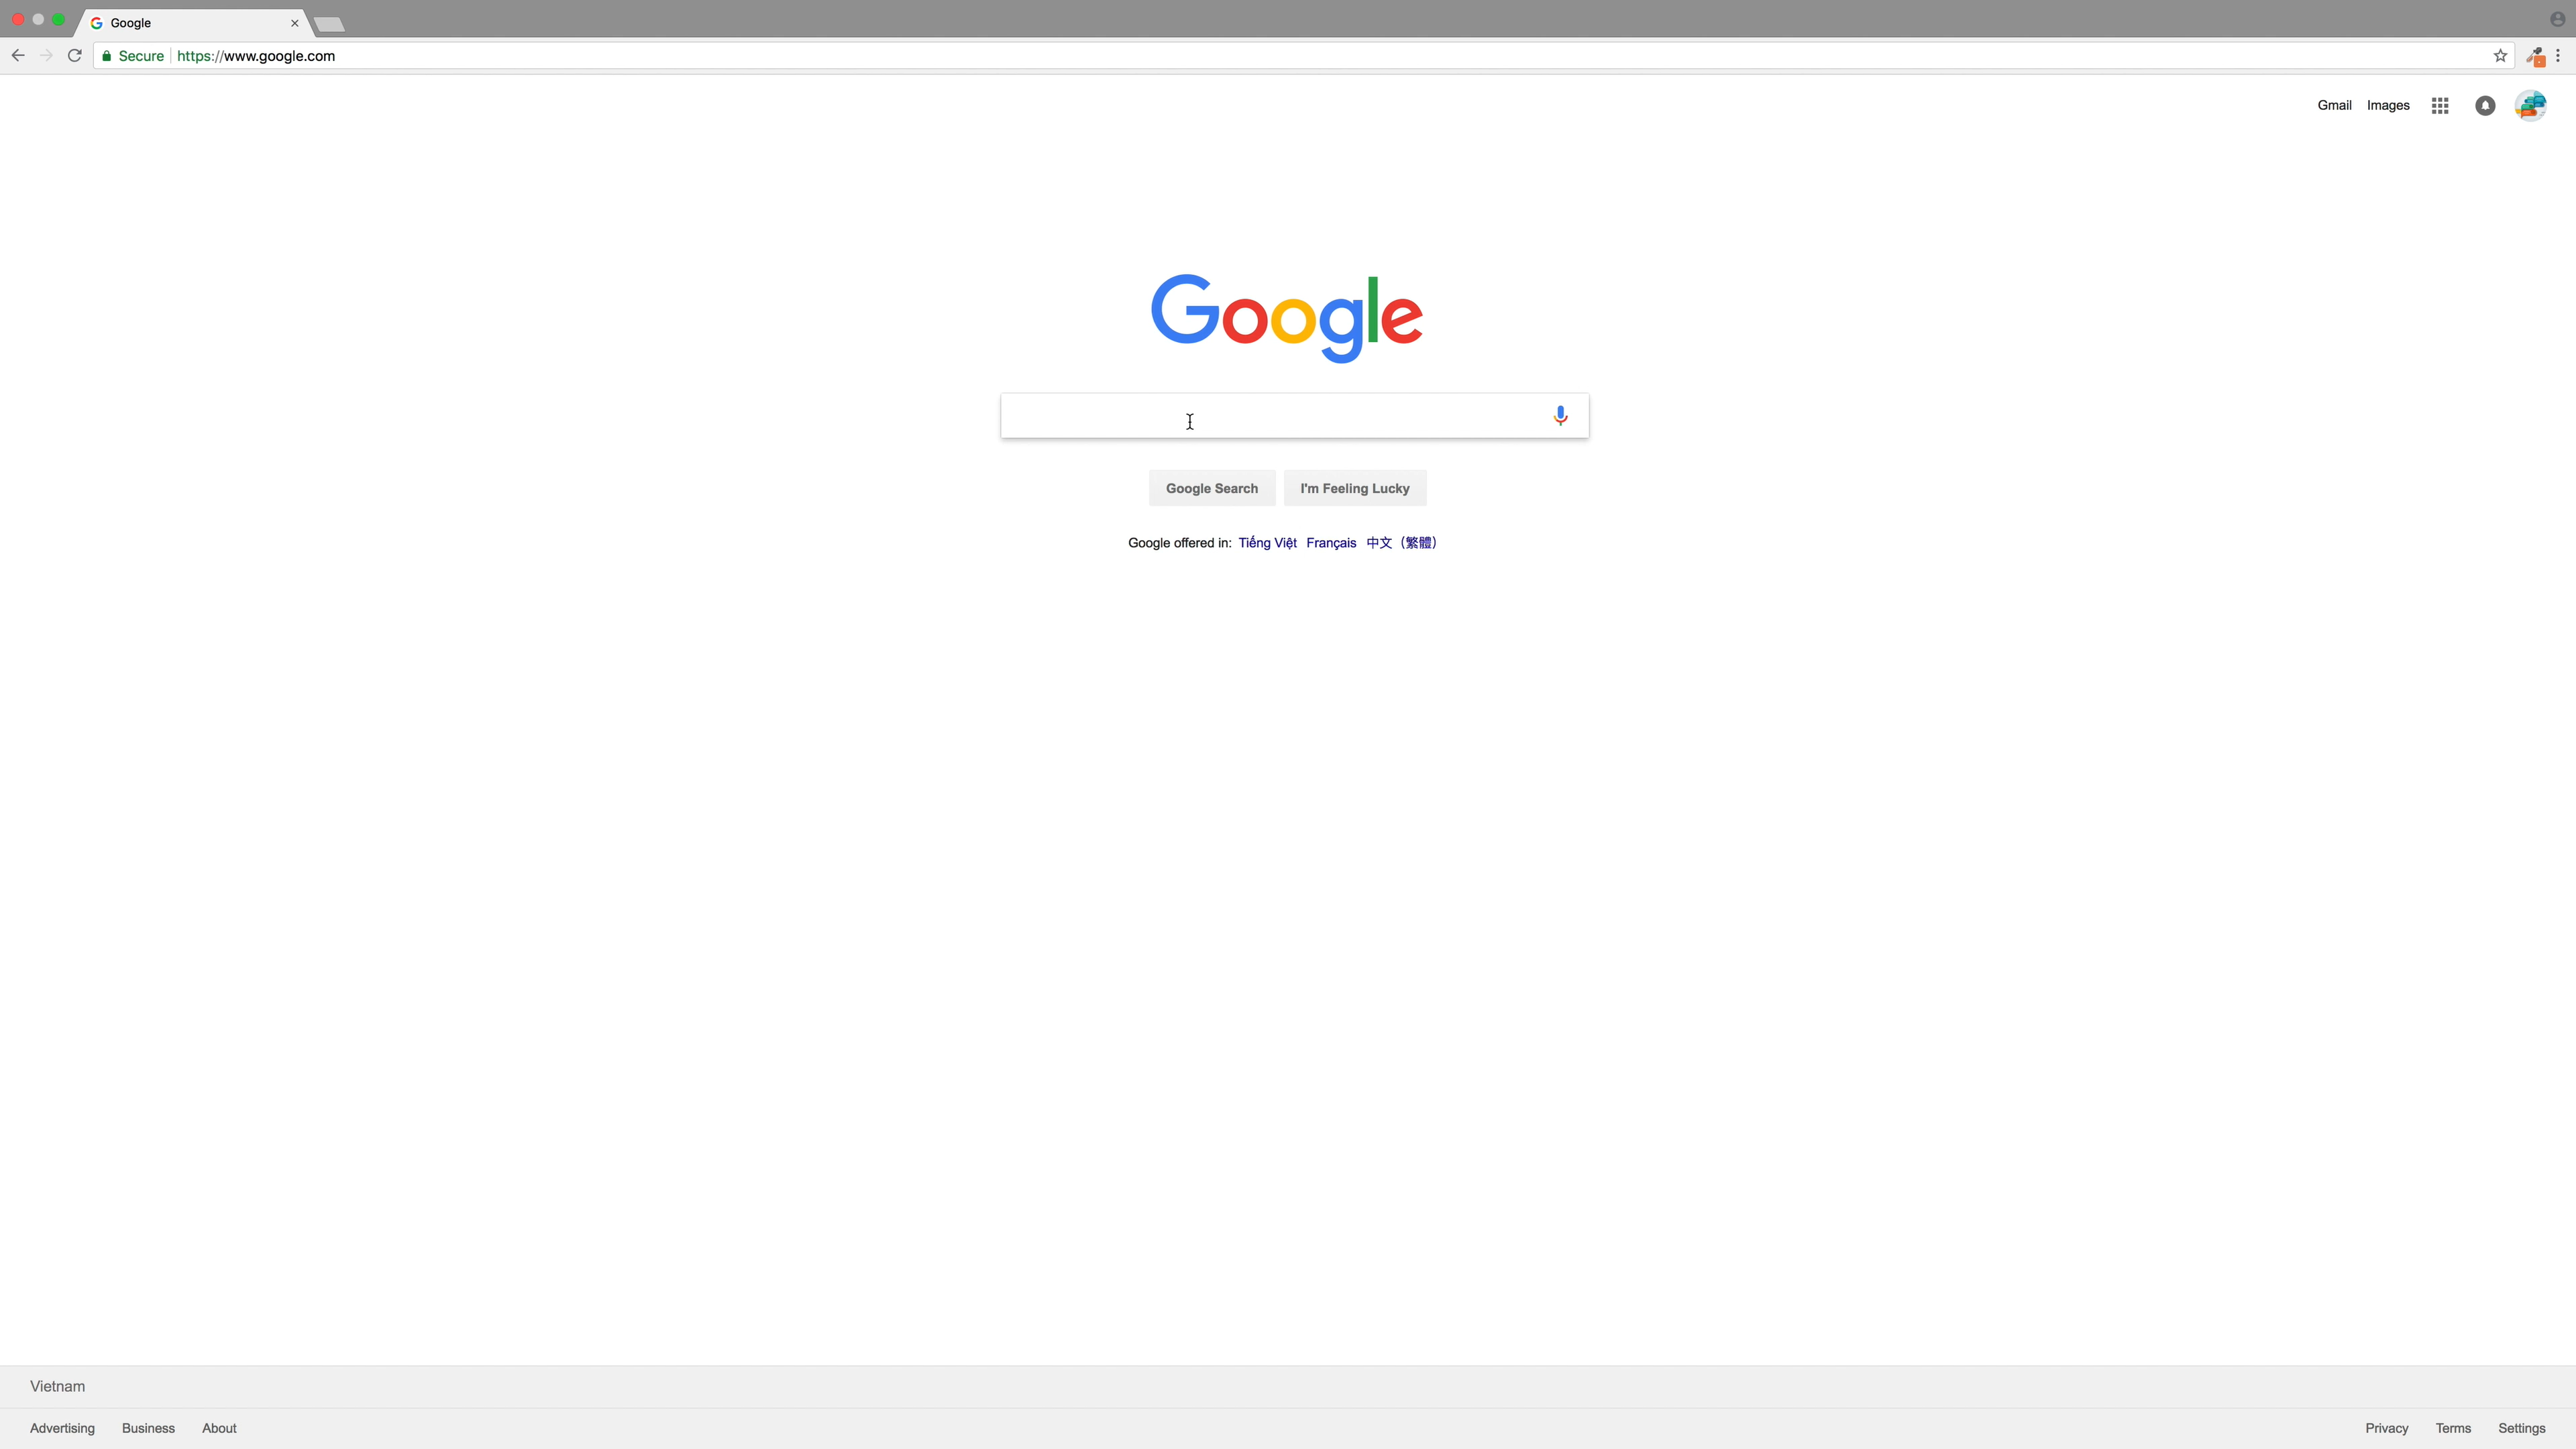 Google
Secure https://www.google.com
Gmail Images
Google
Google Search I'm Feeling Lucky
Google offered in: Tiếng Việt Français 中文 (繁體)
Vietnam
Advertising Business About Privacy Terms Settings